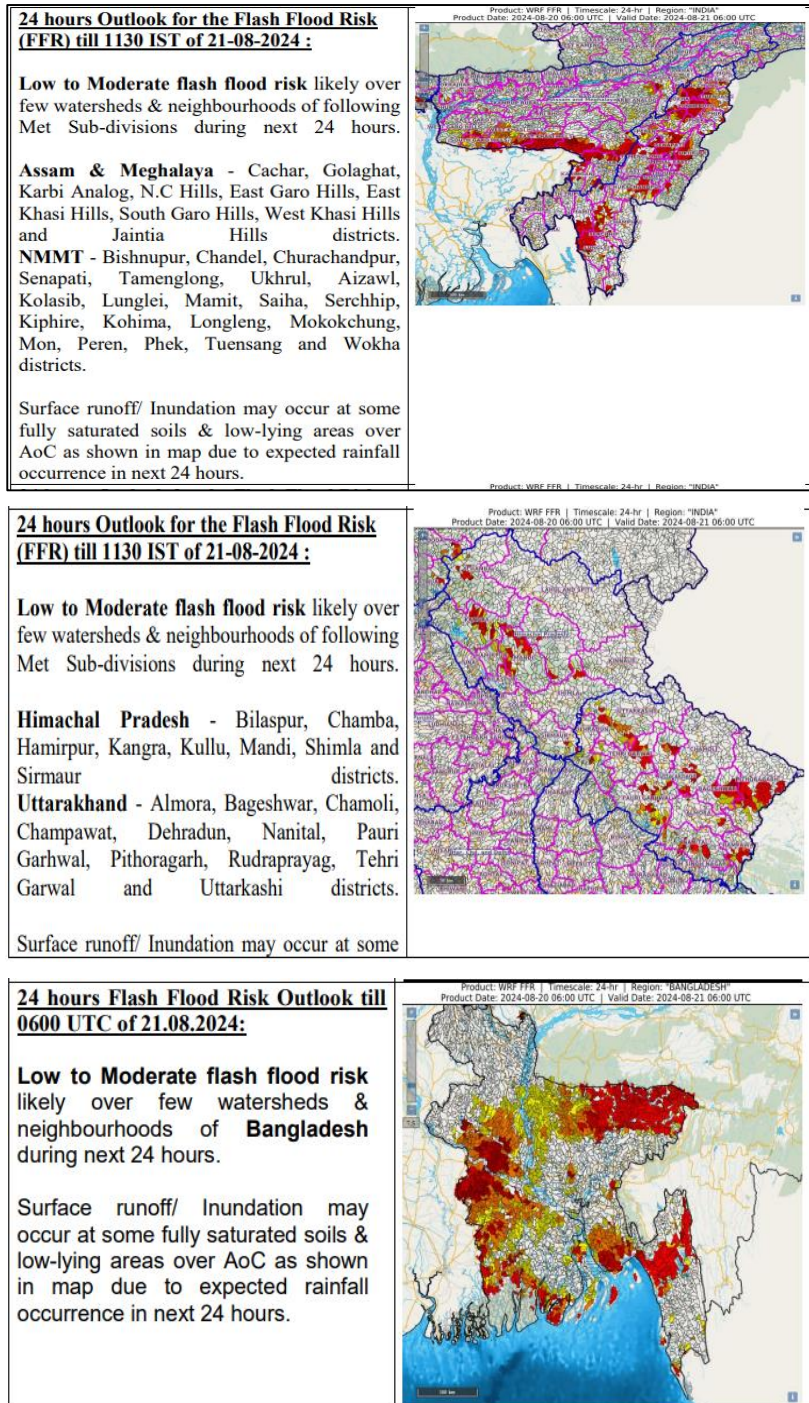 24 hours Outlook for the Flash Flood Risk
(FFR) till 1130 IST of 21-08-2024 :
Low to Moderate flash flood risk likely over
few watersheds & neighbourhoods of following
Met Sub-divisions during next 24 hours.
Assam & Meghalaya - Cachar, Golaghat,
Karbi Analog, N.C Hills, East Garo Hills, East
Khasi Hills, South Garo Hills, West Khasi Hills
and Jaintia Hills districts.
NMMT - Bishnupur, Chandel, Churachandpur,
Senapati, Tamenglong, Ukhrul, Aizawl,
Kolasib, Lunglei, Mamit, Saiha, Serchhip,
Kiphire, Kohima, Longleng, Mokokchung,
Mon, Peren, Phek, Tuensang and Wokha
districts.
Surface runoff/ Inundation may occur at some
fully saturated soils & low-lying areas over
AoC as shown in map due to expected rainfall
occurrence in next 24 hours.
Product: WRF FFR | Timescale: 24-hr | Region: "INDIA"
Product Date: 2024-08-20 06:00 UTC | Valid Date: 2024-08-21 06:00 UTC
Product: WRF FFR | Timescale: 24-hr | Region: "INDIA"
24 hours Outlook for the Flash Flood Risk
(FFR) till 1130 IST of 21-08-2024 :
Low to Moderate flash flood risk likely over
few watersheds & neighbourhoods of following
Met Sub-divisions during next 24 hours.
Himachal Pradesh - Bilaspur, Chamba,
Hamirpur, Kangra, Kullu, Mandi, Shimla and
Sirmaur districts.
Uttarakhand - Almora, Bageshwar, Chamoli,
Champawat, Dehradun, Nanital, Pauri
Garhwal, Pithoragarh, Rudraprayag, Tehri
Garwal and Uttarkashi districts.
Surface runoff/ Inundation may occur at some
Product: WRF FFR | Timescale: 24-hr | Region: "INDIA"
Product Date: 2024-08-20 06:00 UTC | Valid Date: 2024-08-21 06:00 UTC
24 hours Flash Flood Risk Outlook till
0600 UTC of 21.08.2024:
Low to Moderate flash flood risk
likely over few watersheds &
neighbourhoods of Bangladesh
during next 24 hours.
Surface runoff/ Inundation may
occur at some fully saturated soils &
low-lying areas over AoC as shown
in map due to expected rainfall
occurrence in next 24 hours.
Product: WRF FFR | Timescale: 24-hr | Region: "BANGLADESH"
Product Date: 2024-08-20 06:00 UTC | Valid Date: 2024-08-21 06:00 UTC